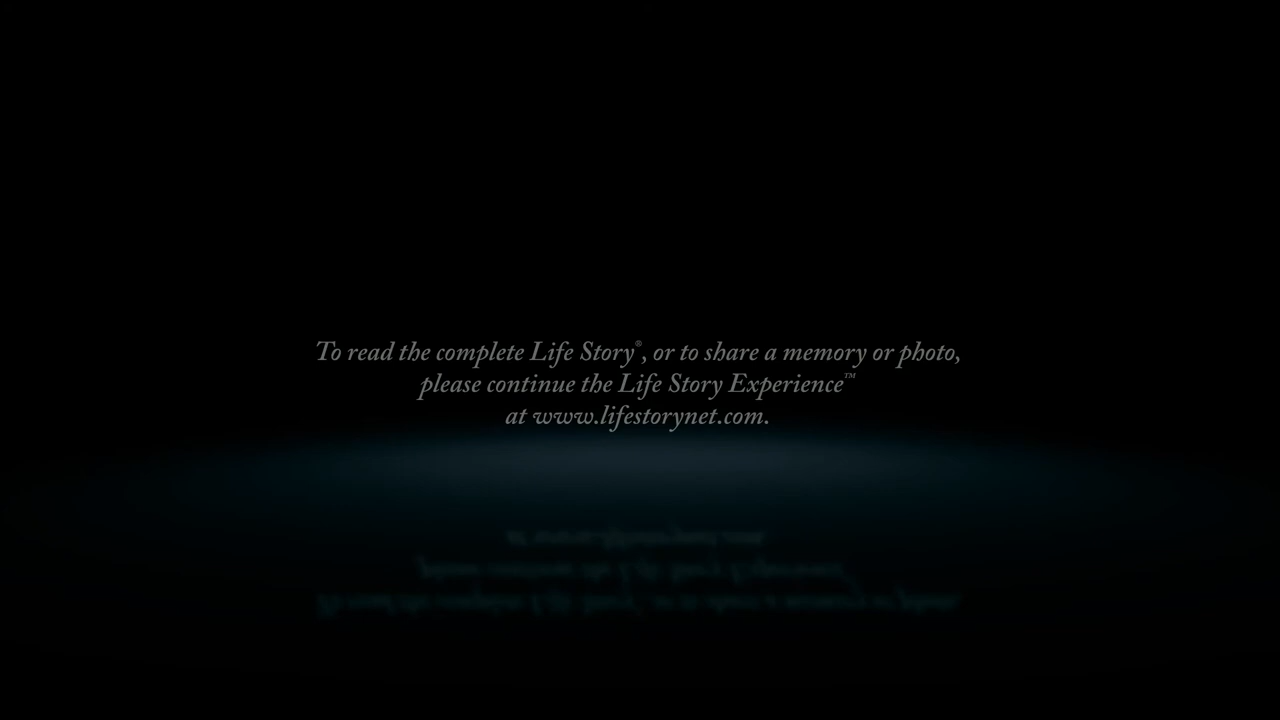 To read the complete Life Story®, or to share a memory or photo,
please continue the Life Story Experience™
at www.lifestorynet.com.